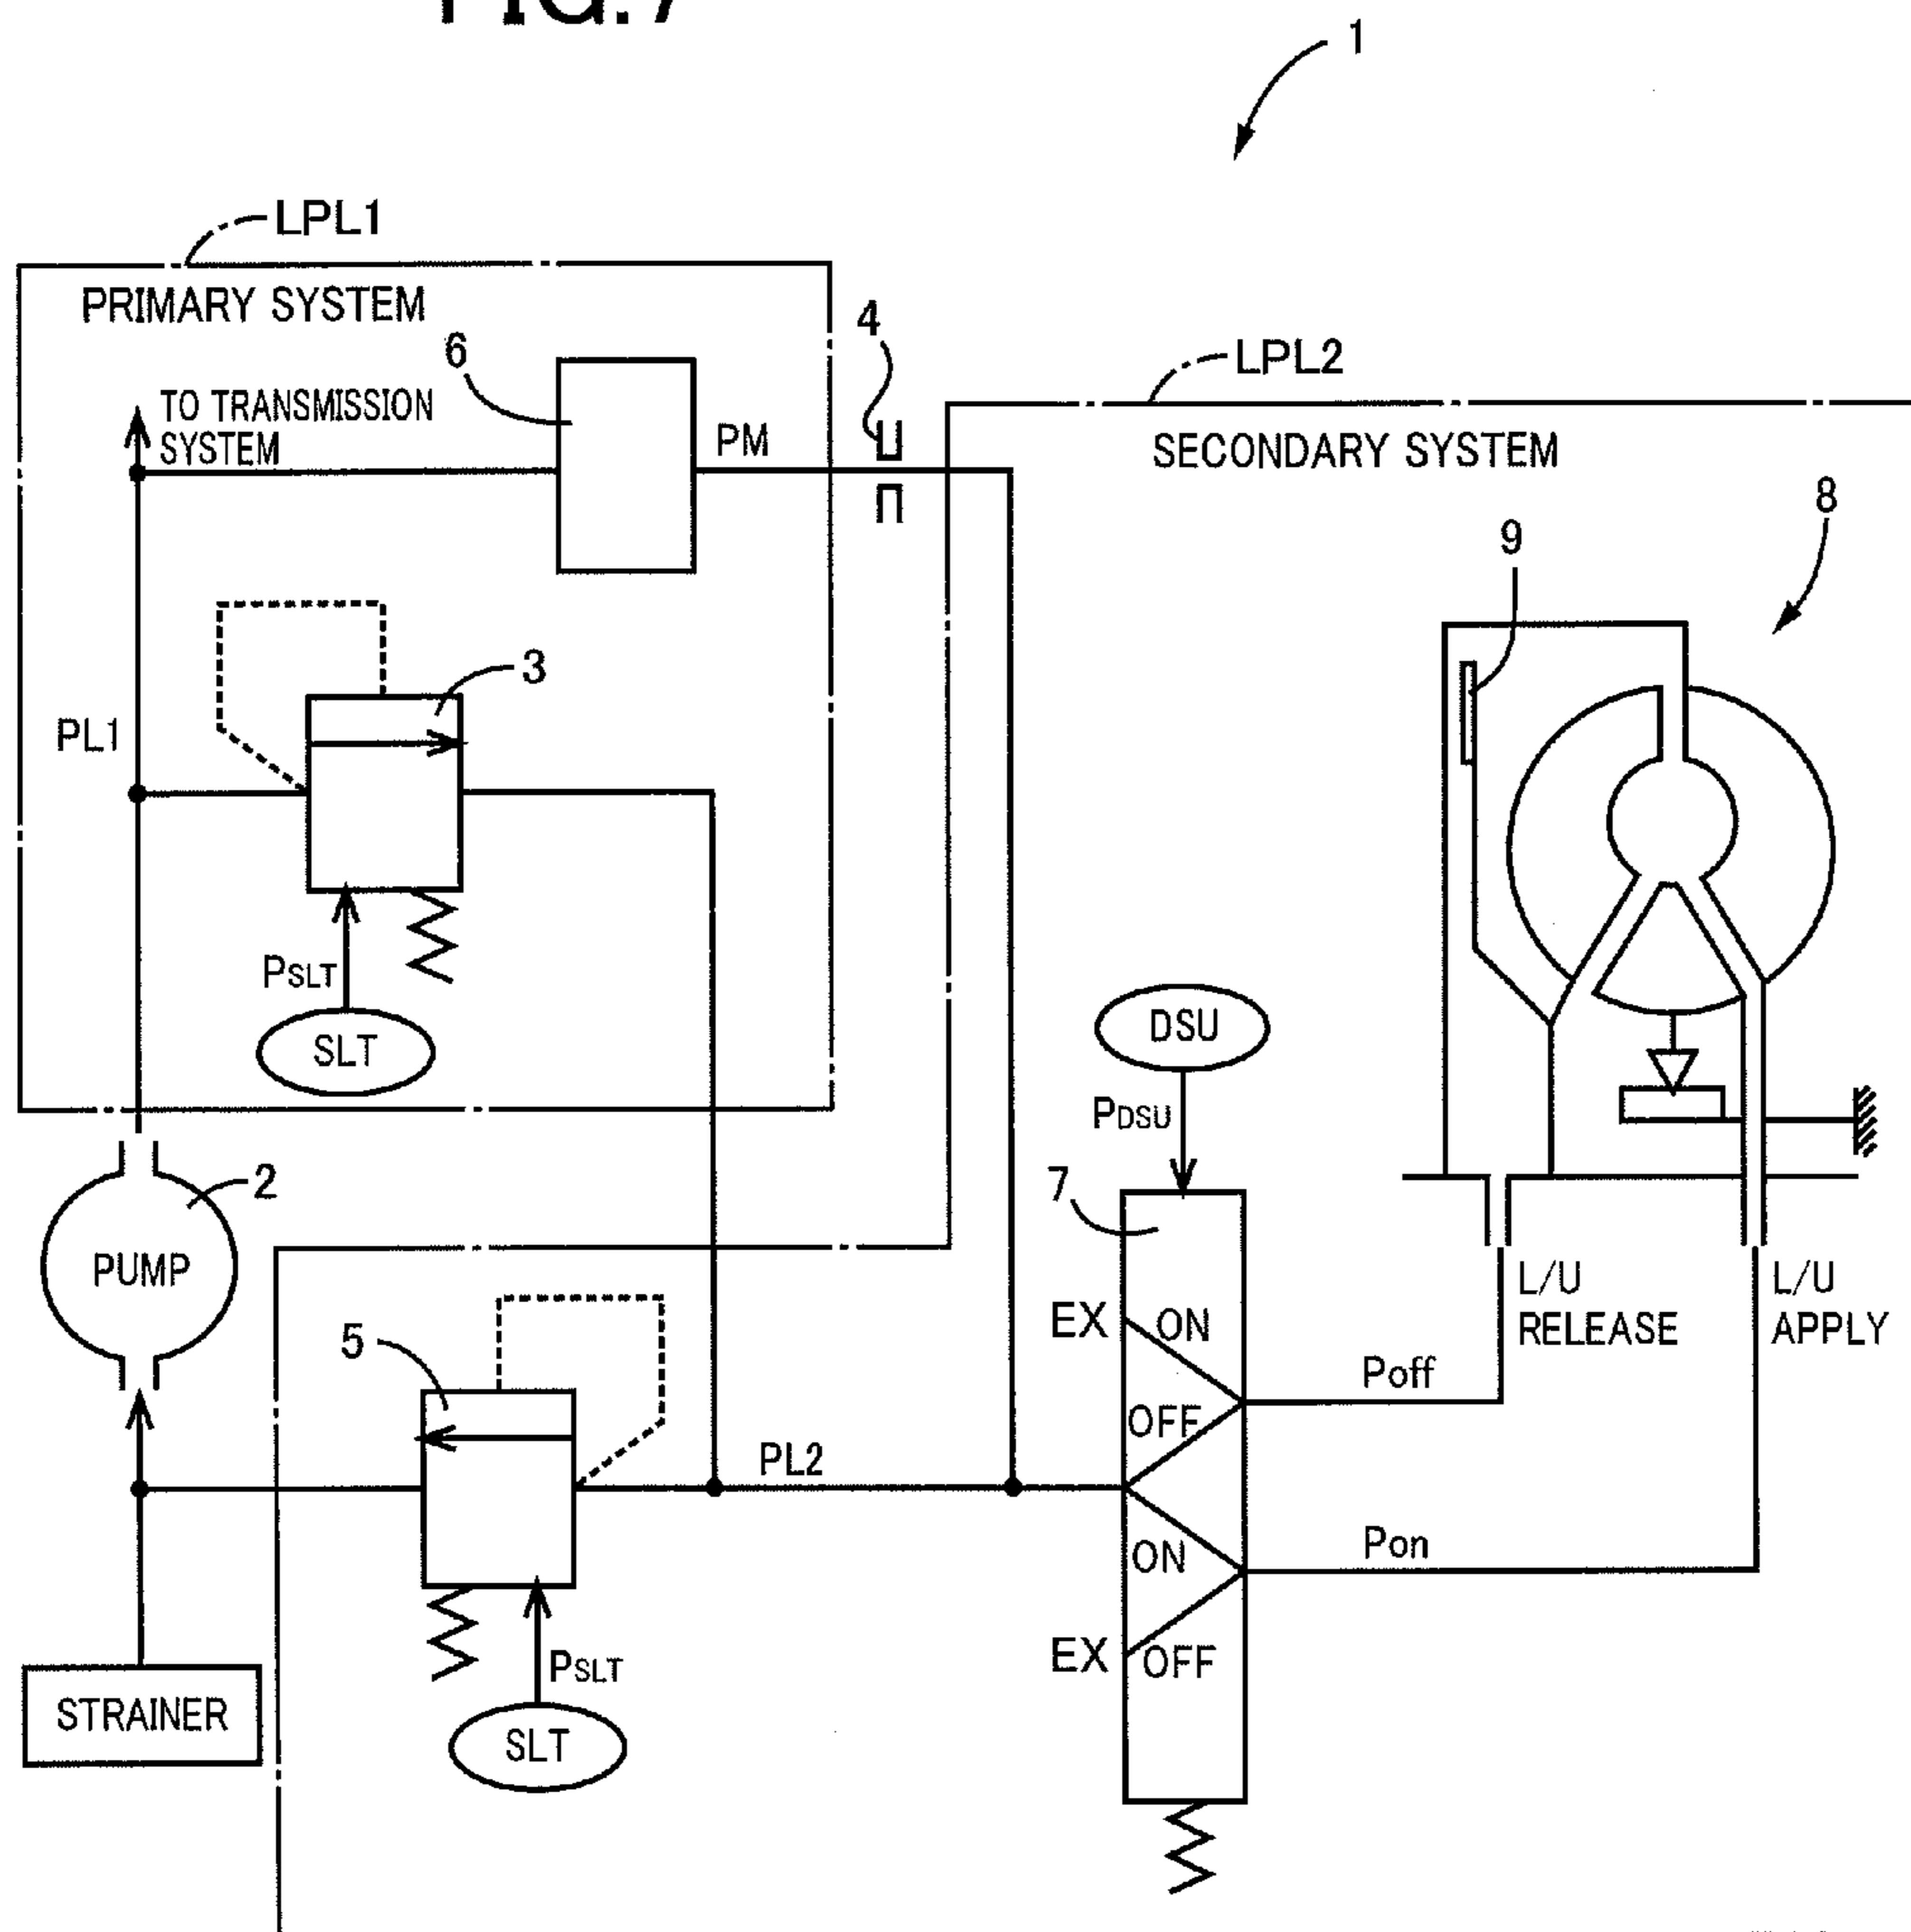 FIG.7
1
LPL1
PRIMARY SYSTEM
4
6
LPL2
TO TRANSMISSION
SYSTEM
PM
SECONDARY SYSTEM
8
9
3
PL1
PSLT
SLT
DSU
PDSU
2
7
PUMP
L/U
RELEASE
L/U
APPLY
EX
ON
5
Poff
OFF
PL2
Pon
ON
EX
OFF
PSLT
STRAINER
SLT